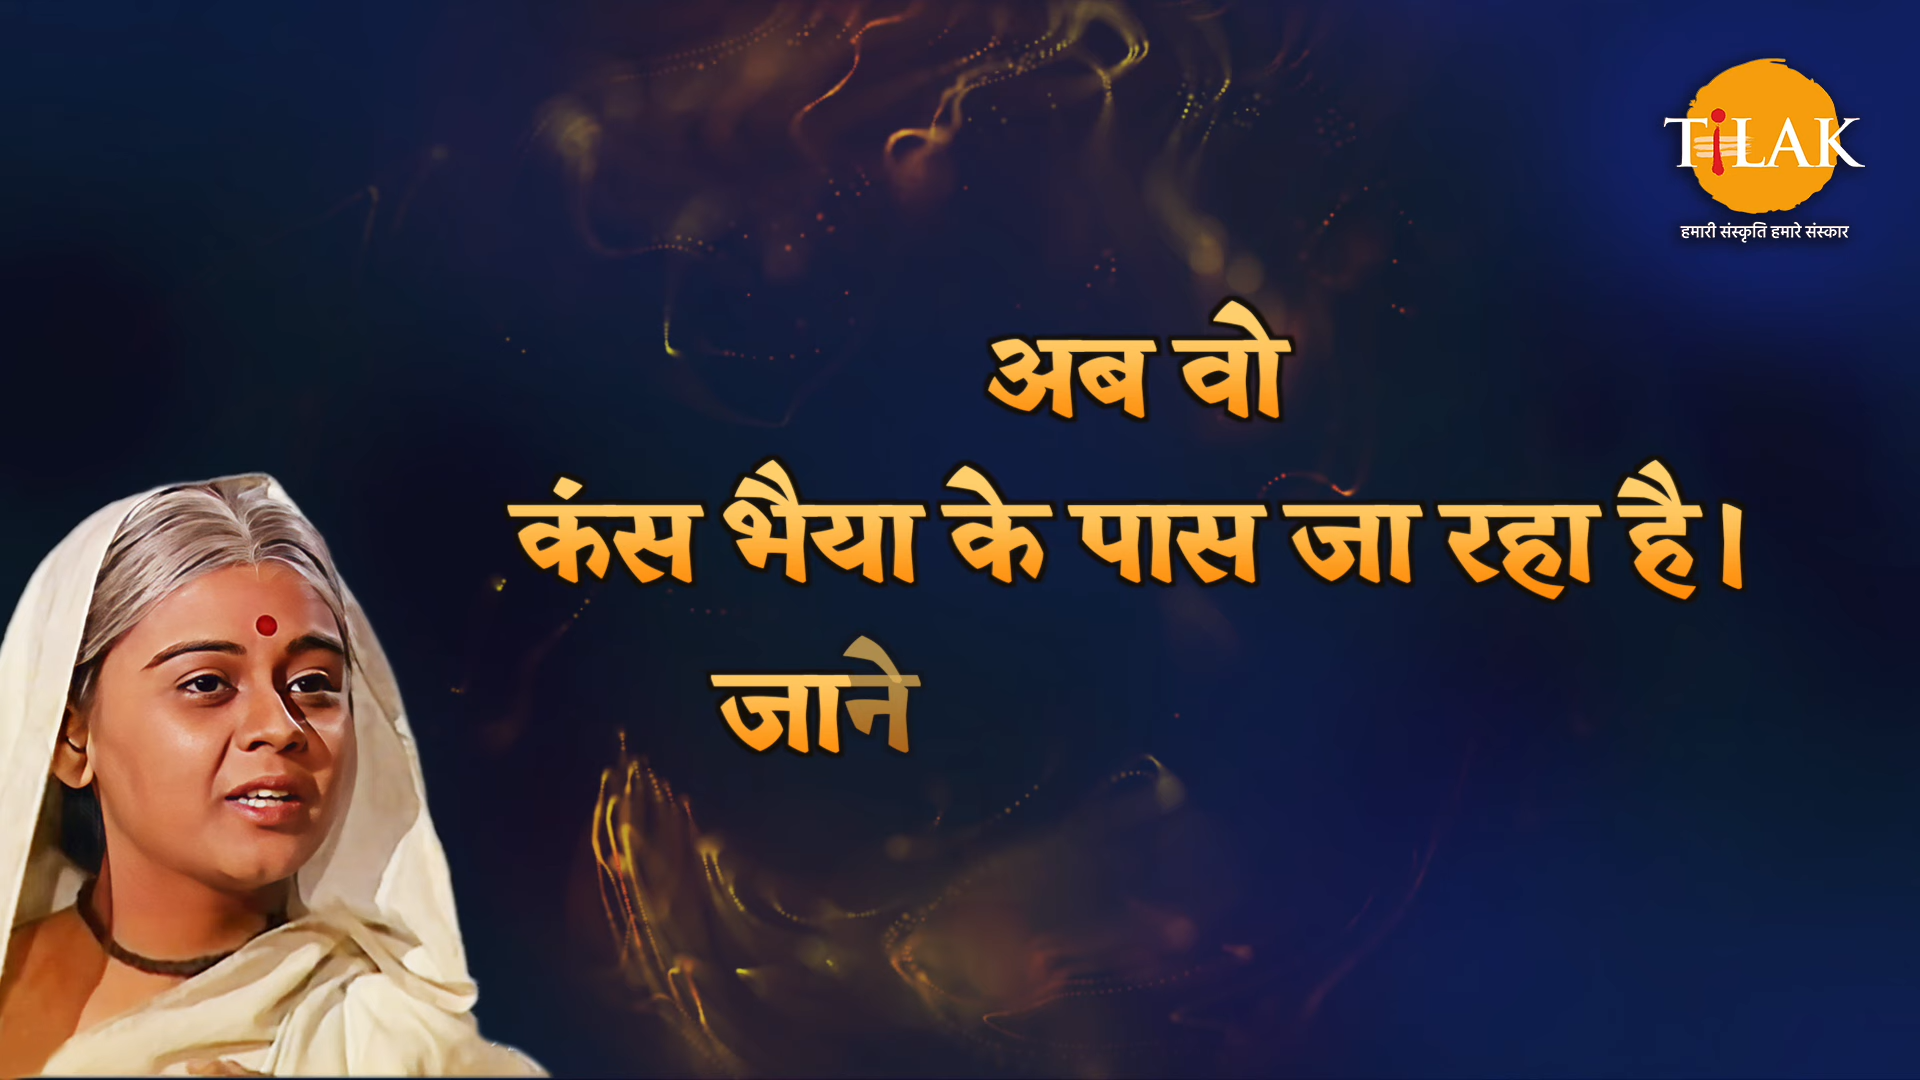 TiLAK
हमारी संस्कृति हमारे संस्कार
अब वो
कंस भैया के पास जा रहा है।
जाने